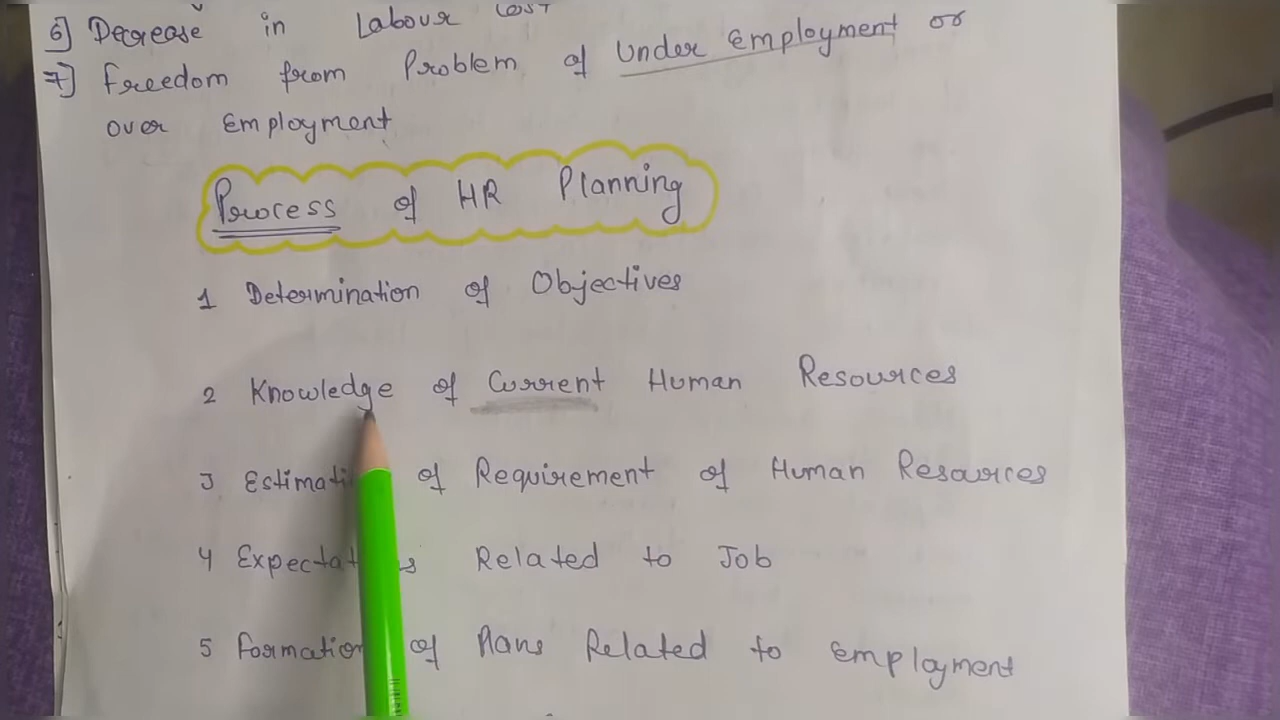 6] Decrease in Labour Cost
7] Freedom from Problem of Under Employment or
over Employment
Process of HR Planning
1 Determination of Objectives
2 Knowledge of Current Human Resources
3 of Requirement of Human Resources
4 Related to Job
5 Formation of Plans Related to Employment